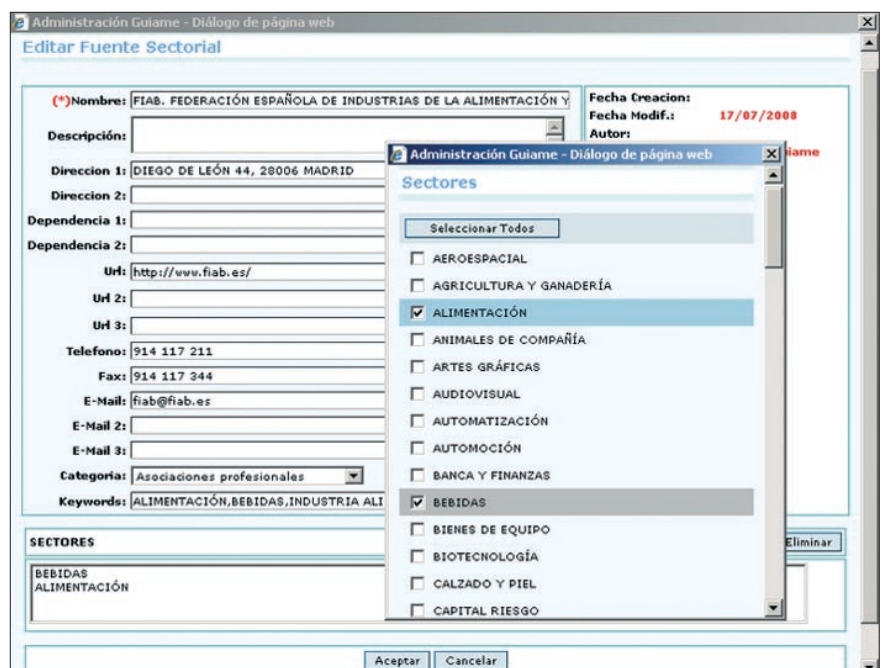 Administración Guiame - Diálogo de página web
Editar Fuente Sectorial
(*)Nombre: FIAB. FEDERACIÓN ESPAÑOLA DE INDUSTRIAS DE LA ALIMENTACIÓN Y
Descripción:
Direccion 1: DIEGO DE LEÓN 44, 28006 MADRID
Direccion 2:
Dependencia 1:
Dependencia 2:
Url: http://www.fiab.es/
Url 2:
Url 3:
Telefono: 914 117 211
Fax: 914 117 344
E-Mail: fiab@fiab.es
E-Mail 2:
E-Mail 3:
Categoria: Asociaciones profesionales
Keywords: ALIMENTACIÓN,BEBIDAS,INDUSTRIA ALI
Fecha Creacion:
Fecha Modif.: 17/07/2008
Autor:
iame
Administración Guiame - Diálogo de página web
Sectores
Seleccionar Todos
AEROESPACIAL
AGRICULTURA Y GANADERÍA
ALIMENTACIÓN
ANIMALES DE COMPAÑÍA
ARTES GRÁFICAS
AUDIOVISUAL
AUTOMATIZACIÓN
AUTOMOCIÓN
BANCA Y FINANZAS
BEBIDAS
BIENES DE EQUIPO
BIOTECNOLOGÍA
CALZADO Y PIEL
CAPITAL RIESGO
SECTORES
Eliminar
BEBIDAS
ALIMENTACIÓN
Aceptar Cancelar